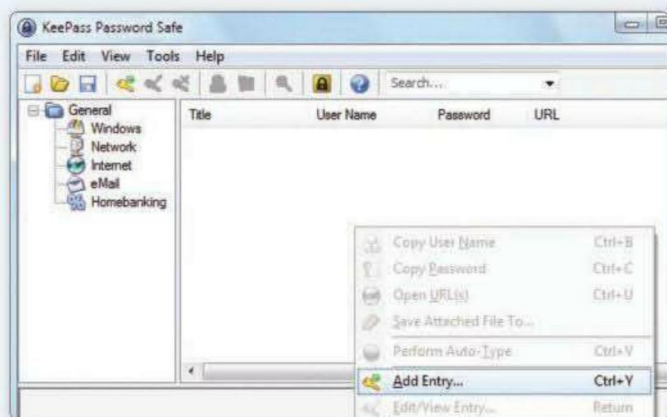 KeePass Password Safe
File Edit View Tools Help
Search...
General
Windows
Network
Internet
eMail
Homebanking
Title User Name Password URL
Copy User Name Ctrl+B
Copy Password Ctrl+C
Open URL(s) Ctrl+U
Save Attached File To...
Perform Auto-Type Ctrl+V
Add Entry... Ctrl+Y
Edit/View Entry... Return